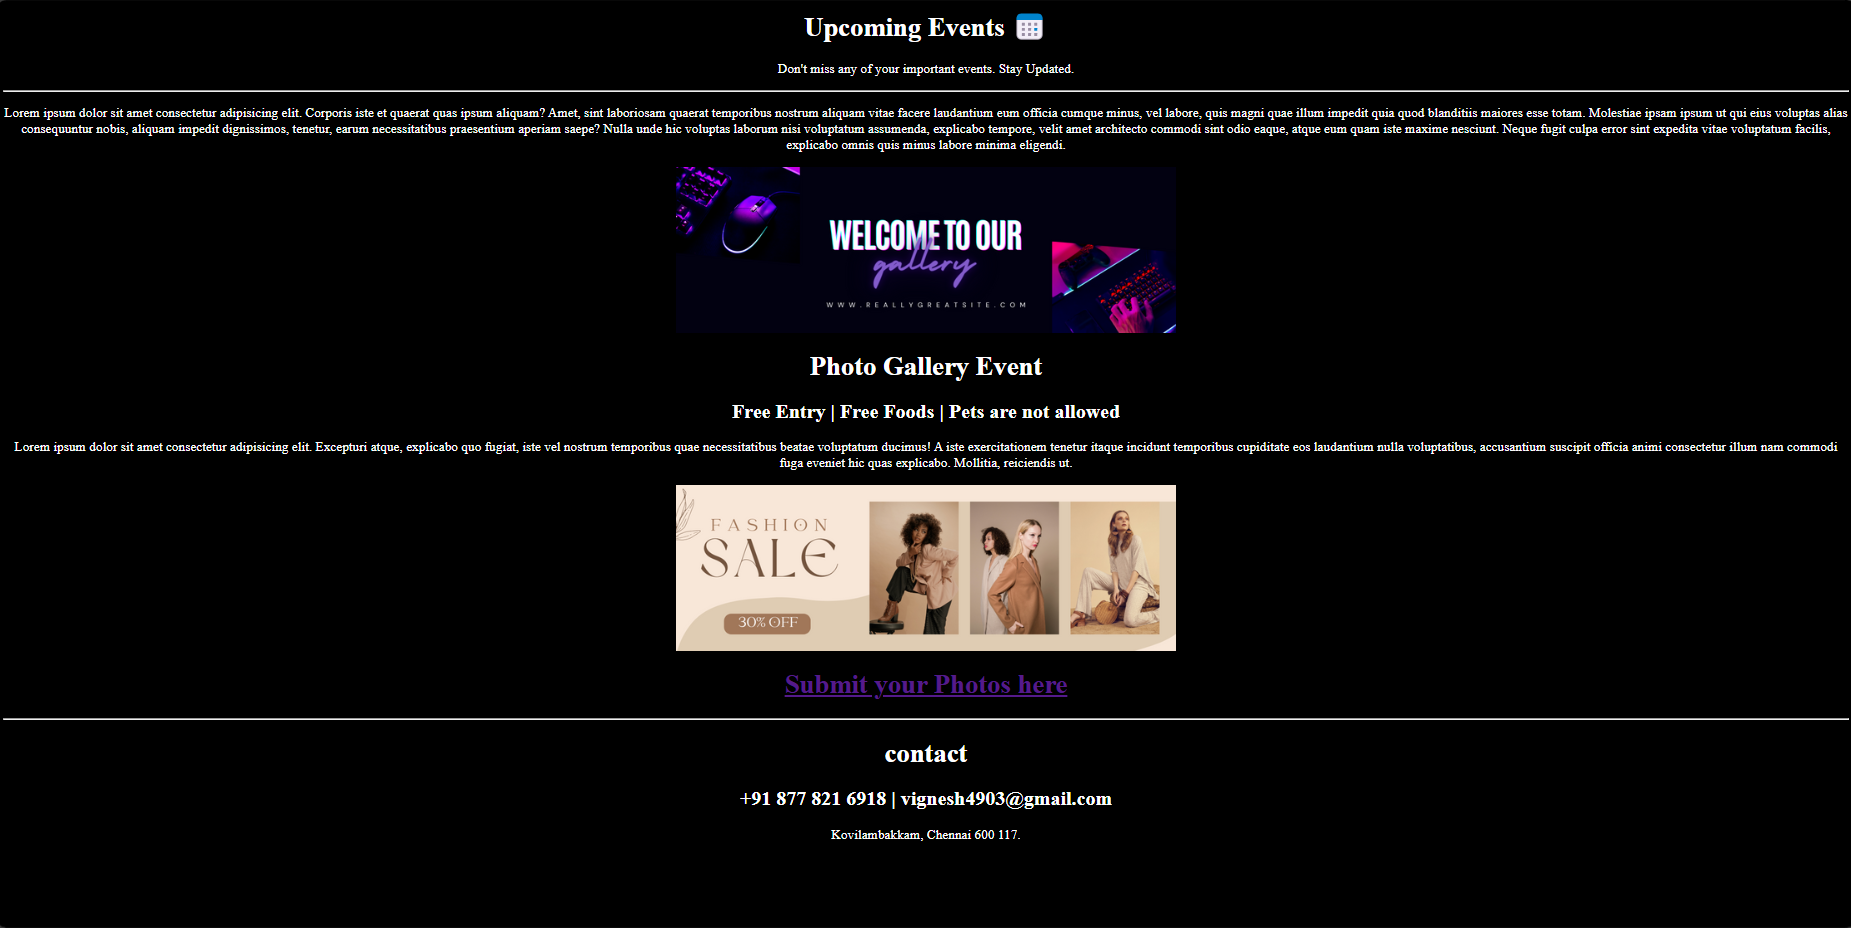 Upcoming Events
Don't miss any of your important events. Stay Updated.
Lorem ipsum dolor sit amet consectetur adipisicing elit. Corporis iste et quaerat quas ipsum aliquam? Amet, sint laboriosam quaerat temporibus nostrum aliquam vitae facere laudantium eum officia cumque minus, vel labore, quis magni quae illum impedit quia quod blanditiis maiores esse totam. Molestiae ipsam ipsum ut qui eius voluptas alias
consequuntur nobis, aliquam impedit dignissimos, tenetur, earum necessitatibus praesentium aperiam saepe? Nulla unde hic voluptas laborum nisi voluptatum assumenda, explicabo tempore, velit amet architecto commodi sint odio eaque, atque eum quam iste maxime nesciunt. Neque fugit culpa error sint expedita vitae voluptatum facilis,
explicabo omnis quis minus labore minima eligendi.
WELCOME TO OUR
gallery
WWW.REALLYGREATSITE.COM
Photo Gallery Event
Free Entry | Free Foods | Pets are not allowed
Lorem ipsum dolor sit amet consectetur adipisicing elit. Excepturi atque, explicabo quo fugiat, iste vel nostrum temporibus quae necessitatibus beatae voluptatum ducimus! A iste exercitationem tenetur itaque incidunt temporibus cupiditate eos laudantium nulla voluptatibus, accusantium suscipit officia animi consectetur illum nam commodi
fuga eveniet hic quas explicabo. Mollitia, reiciendis ut.
FASHION
SALE
30% OFF
Submit your Photos here
contact
+91 877 821 6918 | vignesh4903@gmail.com
Kovilambakkam, Chennai 600 117.